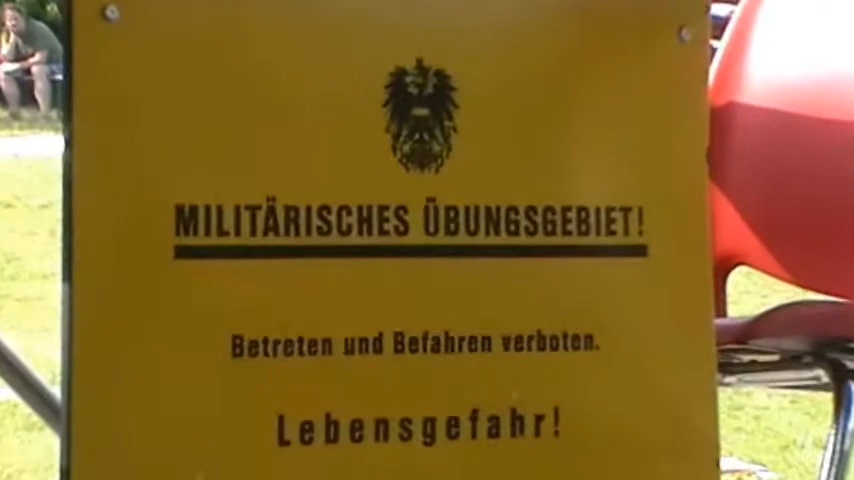 MILITÄRISCHES ÜBUNGSGEBIET!
Betreten und Befahren verboten.
Lebensgefahr!